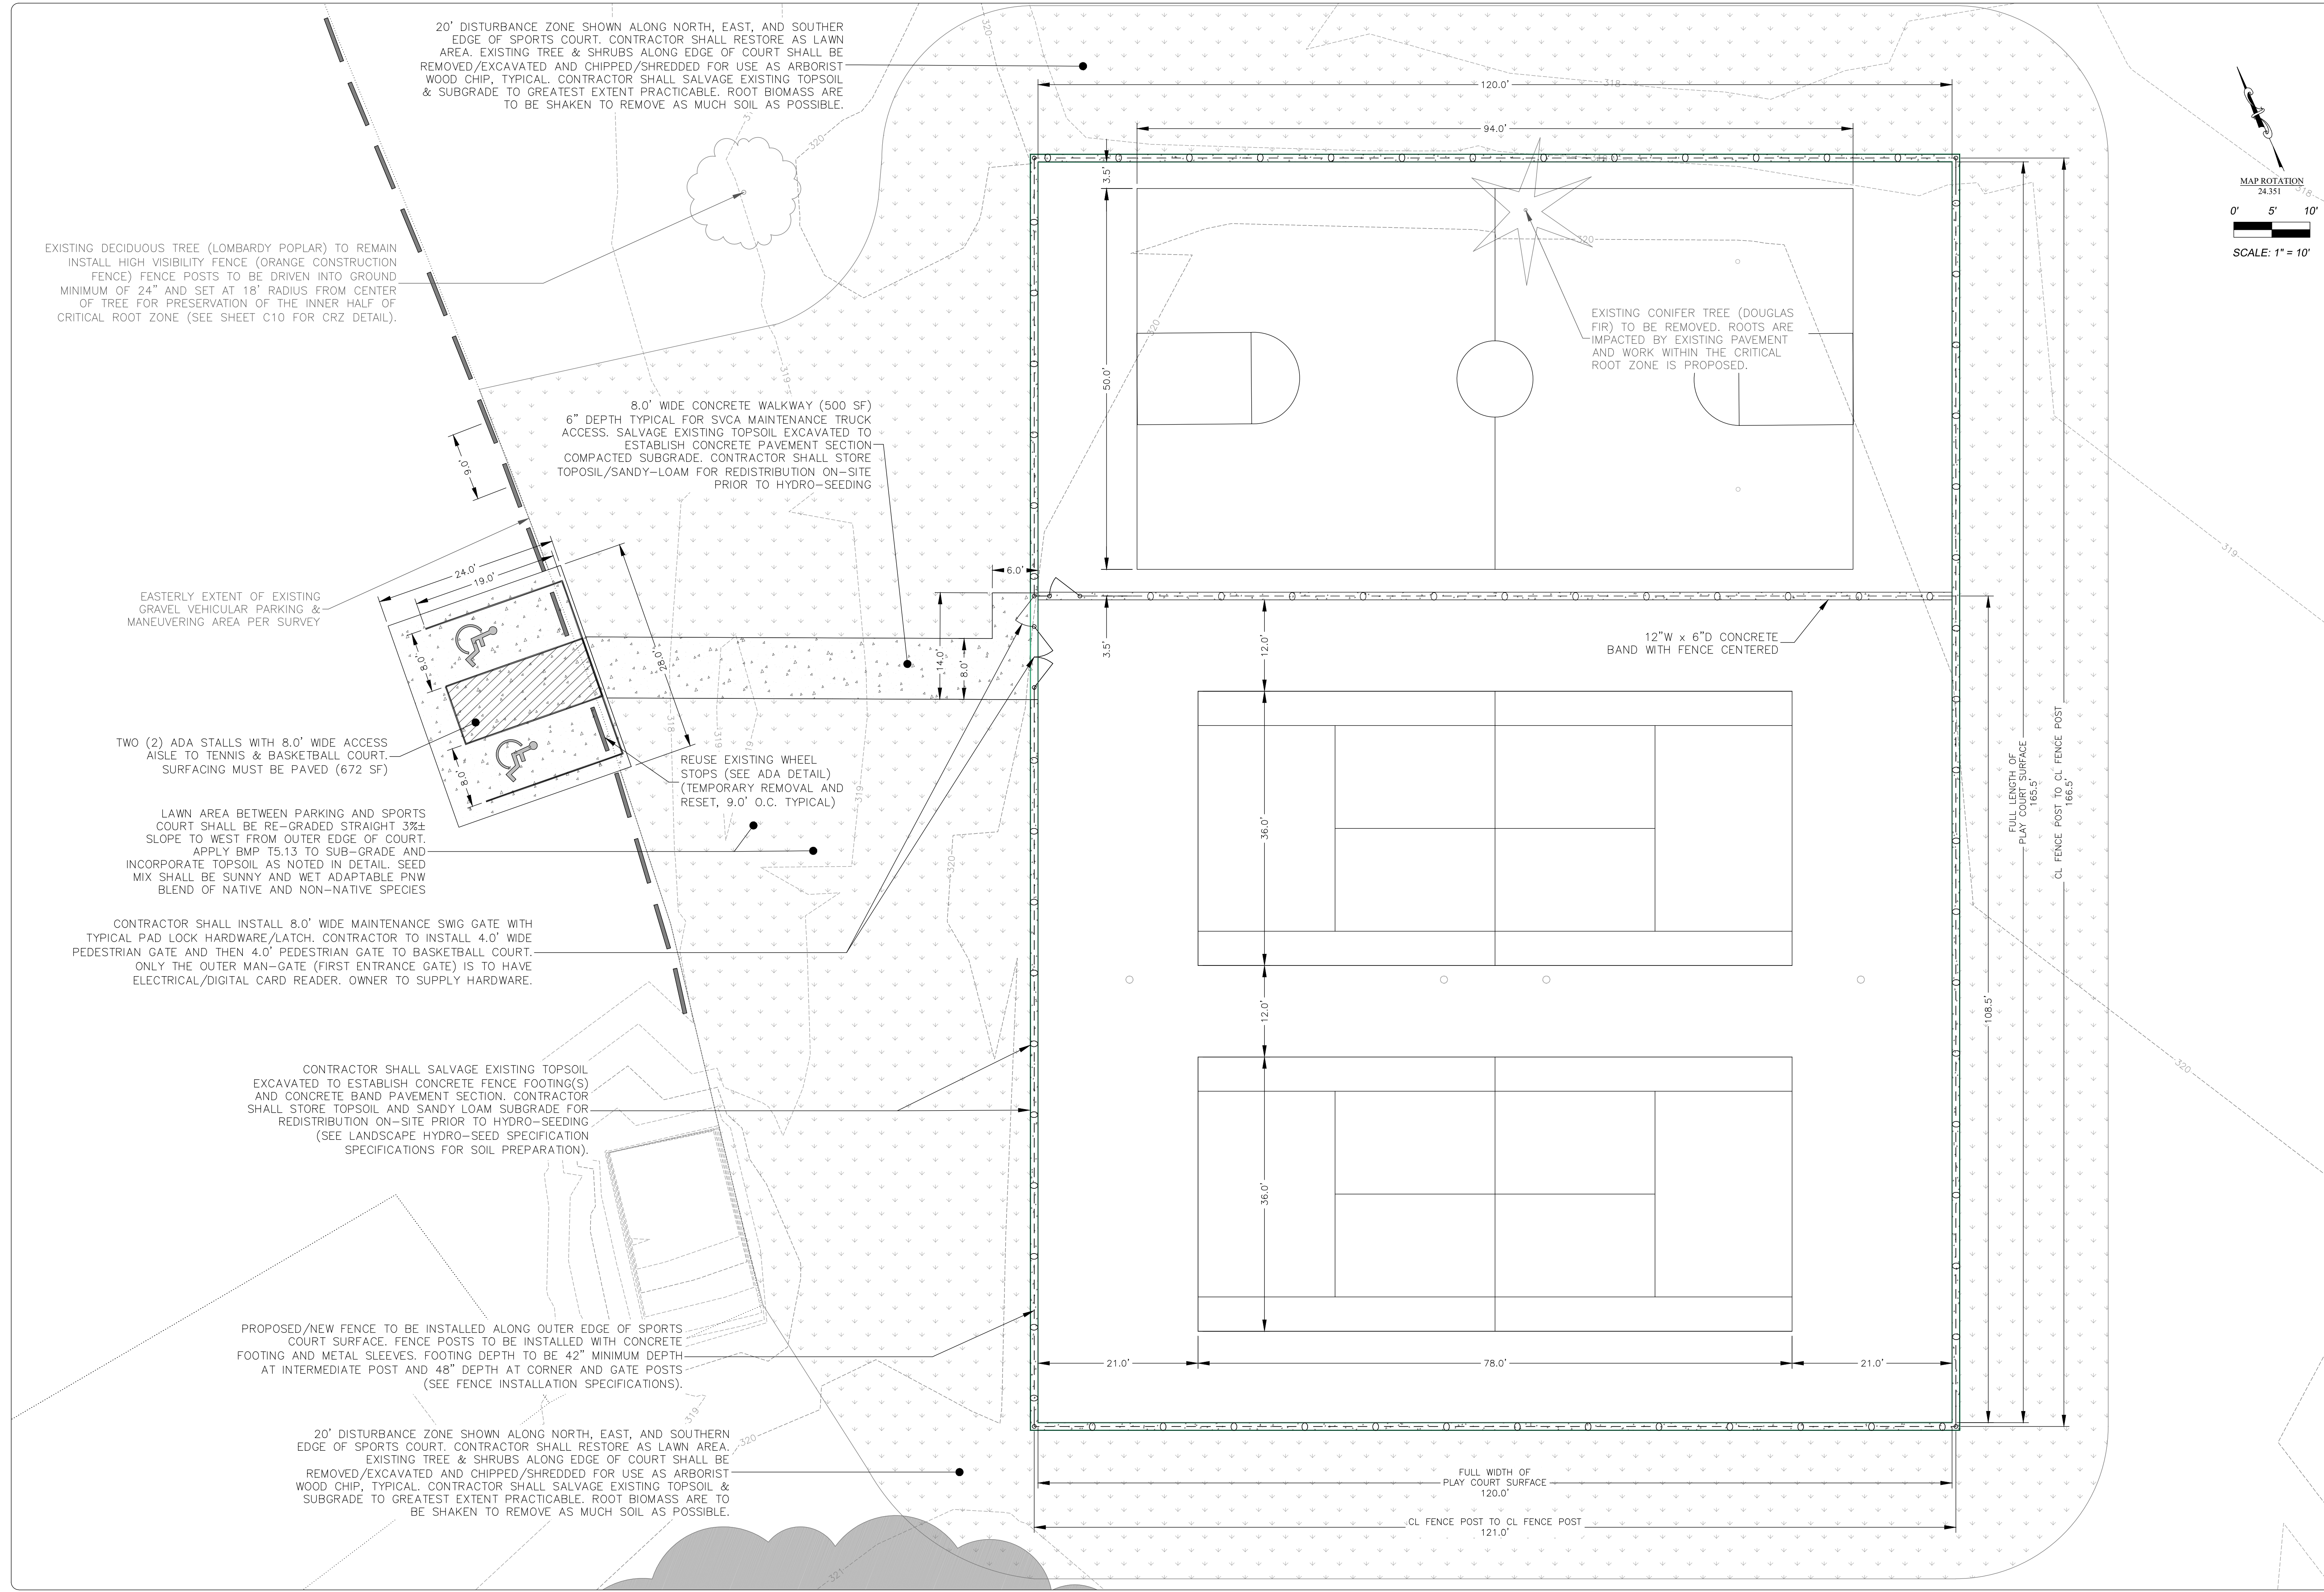 20' DISTURBANCE ZONE SHOWN ALONG NORTH, EAST, AND SOUTHER
EDGE OF SPORTS COURT. CONTRACTOR SHALL RESTORE AS LAWN
AREA. EXISTING TREE & SHRUBS ALONG EDGE OF COURT SHALL BE
REMOVED/EXCAVATED AND CHIPPED/SHREDDED FOR USE AS ARBORIST
WOOD CHIP, TYPICAL. CONTRACTOR SHALL SALVAGE EXISTING TOPSOIL
& SUBGRADE TO GREATEST EXTENT PRACTICABLE. ROOT BIOMASS ARE
TO BE SHAKEN TO REMOVE AS MUCH SOIL AS POSSIBLE.
320
318
120.0'
94.0'
3.5'
320
MAP ROTATION
24.351
318
0' 5' 10'
SCALE: 1" = 10'
EXISTING DECIDUOUS TREE (LOMBARDY POPLAR) TO REMAIN
INSTALL HIGH VISIBILITY FENCE (ORANGE CONSTRUCTION
FENCE) FENCE POSTS TO BE DRIVEN INTO GROUND
MINIMUM OF 24" AND SET AT 18' RADIUS FROM CENTER
OF TREE FOR PRESERVATION OF THE INNER HALF OF
CRITICAL ROOT ZONE (SEE SHEET C10 FOR CRZ DETAIL).
320
320
EXISTING CONIFER TREE (DOUGLAS
FIR) TO BE REMOVED. ROOTS ARE
IMPACTED BY EXISTING PAVEMENT
AND WORK WITHIN THE CRITICAL
ROOT ZONE IS PROPOSED.
319
50.0'
8.0' WIDE CONCRETE WALKWAY (500 SF)
6" DEPTH TYPICAL FOR SVCA MAINTENANCE TRUCK
ACCESS. SALVAGE EXISTING TOPSOIL EXCAVATED TO
ESTABLISH CONCRETE PAVEMENT SECTION
COMPACTED SUBGRADE. CONTRACTOR SHALL STORE
TOPOSIL/SANDY-LOAM FOR REDISTRIBUTION ON-SITE
PRIOR TO HYDRO-SEEDING
9.0'
319
24.0'
19.0'
6.0'
EASTERLY EXTENT OF EXISTING
GRAVEL VEHICULAR PARKING &
MANEUVERING AREA PER SURVEY
8.0'
28.0'
14.0'
8.0'
3.5'
12.0'
12"W x 6"D CONCRETE
BAND WITH FENCE CENTERED
318
319
319
TWO (2) ADA STALLS WITH 8.0' WIDE ACCESS
AISLE TO TENNIS & BASKETBALL COURT.
SURFACING MUST BE PAVED (672 SF)
8.0'
REUSE EXISTING WHEEL
STOPS (SEE ADA DETAIL)
(TEMPORARY REMOVAL AND
RESET, 9.0' O.C. TYPICAL)
319
FULL LENGTH OF
PLAY COURT SURFACE
165.5'
CL FENCE POST TO CL FENCE POST
166.5'
LAWN AREA BETWEEN PARKING AND SPORTS
COURT SHALL BE RE-GRADED STRAIGHT 3%±
SLOPE TO WEST FROM OUTER EDGE OF COURT.
APPLY BMP T5.13 TO SUB-GRADE AND
INCORPORATE TOPSOIL AS NOTED IN DETAIL. SEED
MIX SHALL BE SUNNY AND WET ADAPTABLE PNW
BLEND OF NATIVE AND NON-NATIVE SPECIES
36.0'
320
CONTRACTOR SHALL INSTALL 8.0' WIDE MAINTENANCE SWIG GATE WITH
TYPICAL PAD LOCK HARDWARE/LATCH. CONTRACTOR TO INSTALL 4.0' WIDE
PEDESTRIAN GATE AND THEN 4.0' PEDESTRIAN GATE TO BASKETBALL COURT.
ONLY THE OUTER MAN-GATE (FIRST ENTRANCE GATE) IS TO HAVE
ELECTRICAL/DIGITAL CARD READER. OWNER TO SUPPLY HARDWARE.
12.0'
108.5'
320
CONTRACTOR SHALL SALVAGE EXISTING TOPSOIL
EXCAVATED TO ESTABLISH CONCRETE FENCE FOOTING(S)
AND CONCRETE BAND PAVEMENT SECTION. CONTRACTOR
SHALL STORE TOPSOIL AND SANDY LOAM SUBGRADE FOR
REDISTRIBUTION ON-SITE PRIOR TO HYDRO-SEEDING
(SEE LANDSCAPE HYDRO-SEED SPECIFICATION
SPECIFICATIONS FOR SOIL PREPARATION).
36.0'
PROPOSED/NEW FENCE TO BE INSTALLED ALONG OUTER EDGE OF SPORTS
COURT SURFACE. FENCE POSTS TO BE INSTALLED WITH CONCRETE
FOOTING AND METAL SLEEVES. FOOTING DEPTH TO BE 42" MINIMUM DEPTH
AT INTERMEDIATE POST AND 48" DEPTH AT CORNER AND GATE POSTS
(SEE FENCE INSTALLATION SPECIFICATIONS).
21.0'
78.0'
21.0'
319
320
20' DISTURBANCE ZONE SHOWN ALONG NORTH, EAST, AND SOUTHERN
EDGE OF SPORTS COURT. CONTRACTOR SHALL RESTORE AS LAWN AREA.
EXISTING TREE & SHRUBS ALONG EDGE OF COURT SHALL BE
REMOVED/EXCAVATED AND CHIPPED/SHREDDED FOR USE AS ARBORIST
WOOD CHIP, TYPICAL. CONTRACTOR SHALL SALVAGE EXISTING TOPSOIL &
SUBGRADE TO GREATEST EXTENT PRACTICABLE. ROOT BIOMASS ARE TO
BE SHAKEN TO REMOVE AS MUCH SOIL AS POSSIBLE.
FULL WIDTH OF
PLAY COURT SURFACE
120.0'
CL FENCE POST TO CL FENCE POST
121.0'
321